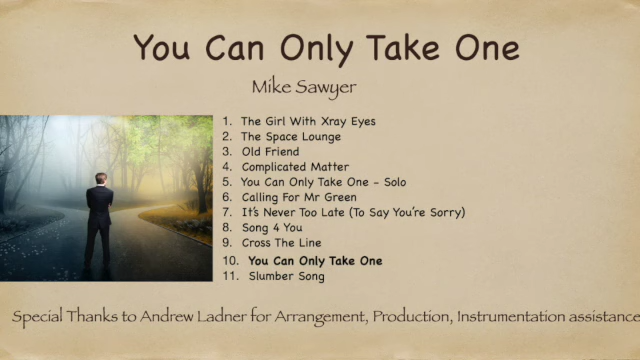 You Can Only Take One
Mike Sawyer
1. The Girl With Xray Eyes
2. The Space Lounge
3. Old Friend
4. Complicated Matter
5. You Can Only Take One - Solo
6. Calling For Mr Green
7. It's Never Too Late (To Say You're Sorry)
8. Song 4 You
9. Cross The Line
10. You Can Only Take One
11. Slumber Song
Special Thanks to Andrew Ladner for Arrangement, Production, Instrumentation assistance